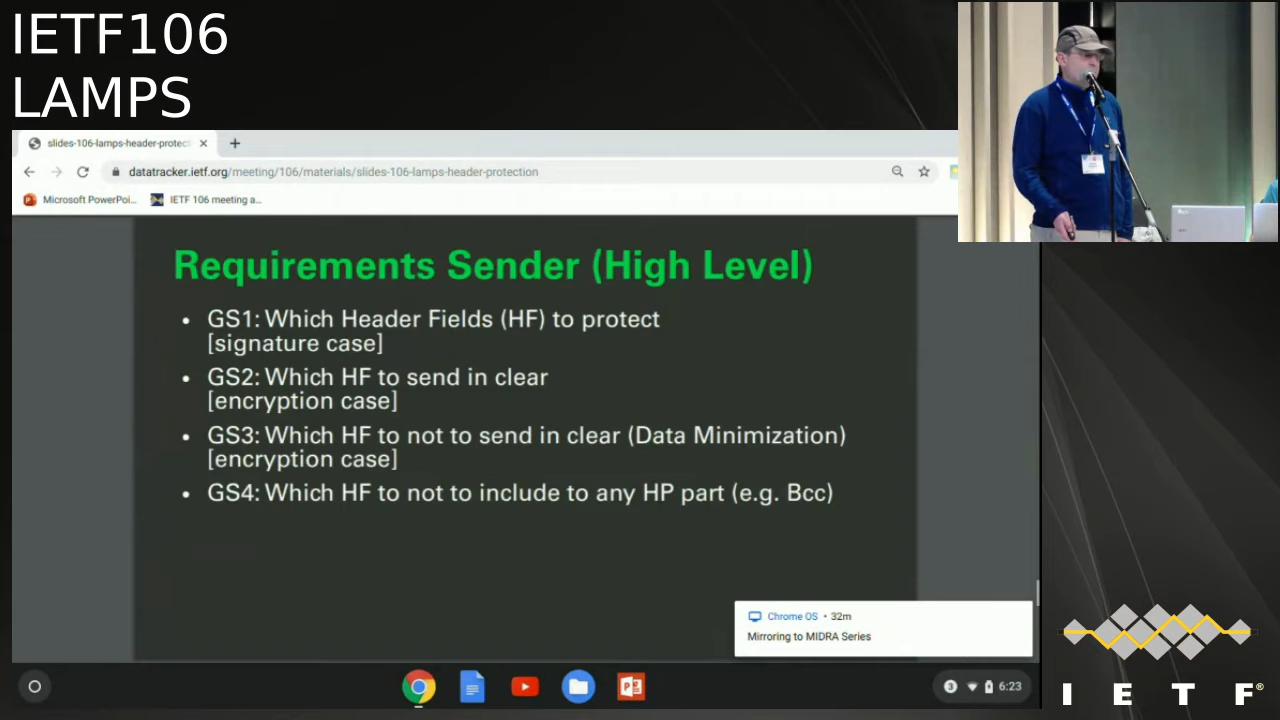 IETF106
LAMPS
slides-106-lamps-header-protect
datatracker.ietf.org/meeting/106/materials/slides-106-lamps-header-protection
Microsoft PowerPoi...
IETF 106 meeting a...
Requirements Sender (High Level)
• GS1: Which Header Fields (HF) to protect
[signature case]
• GS2: Which HF to send in clear
[encryption case]
• GS3: Which HF to not to send in clear (Data Minimization)
[encryption case]
• GS4: Which HF to not to include to any HP part (e.g. Bcc)
Chrome OS • 32m
Mirroring to MIDRA Series
3 6:23
I E T F®